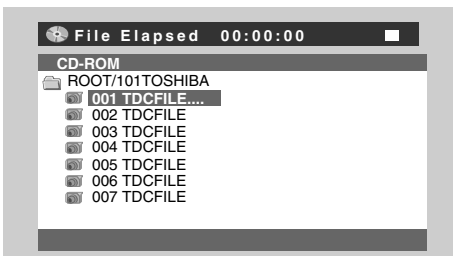 File Elapsed 00:00:00
CD-ROM
ROOT/101TOSHIBA
001 TDCFILE....
002 TDCFILE
003 TDCFILE
004 TDCFILE
005 TDCFILE
006 TDCFILE
007 TDCFILE